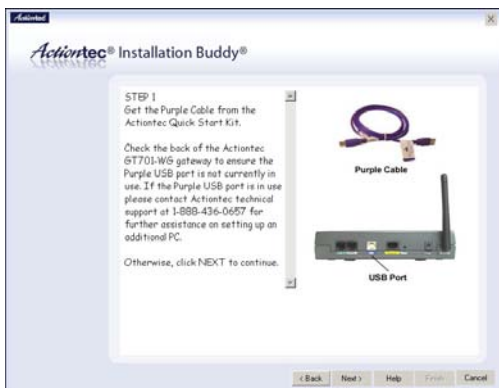 Actiontec
Actiontec® Installation Buddy®
STEP 1
Get the Purple Cable from the
Actiontec Quick Start Kit.
Check the back of the Actiontec
GT701-WG gateway to ensure the
Purple USB port is not currently in
use. If the Purple USB port is in use
please contact Actiontec technical
support at 1-888-436-0657 for
further assistance on setting up an
additional PC.
Otherwise, click NEXT to continue.
Purple Cable
USB Port
< Back Next > Help Finish Cancel